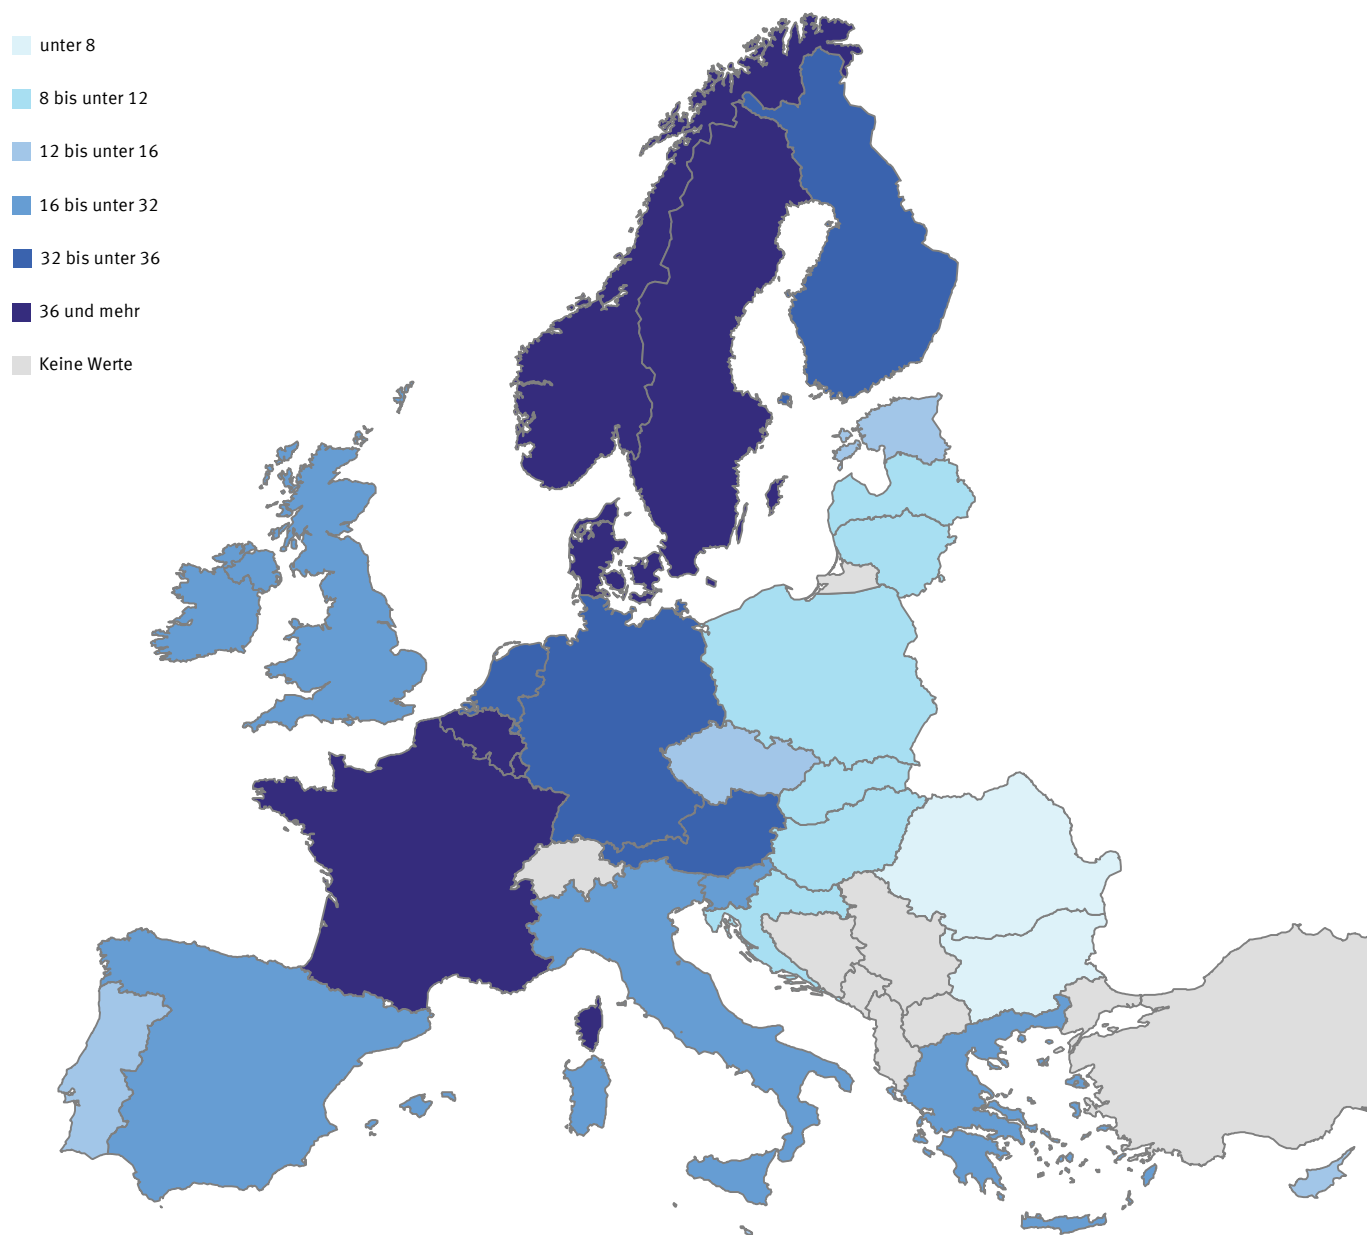 unter 8
8 bis unter 12
12 bis unter 16
16 bis unter 32
32 bis unter 36
36 und mehr
Keine Werte